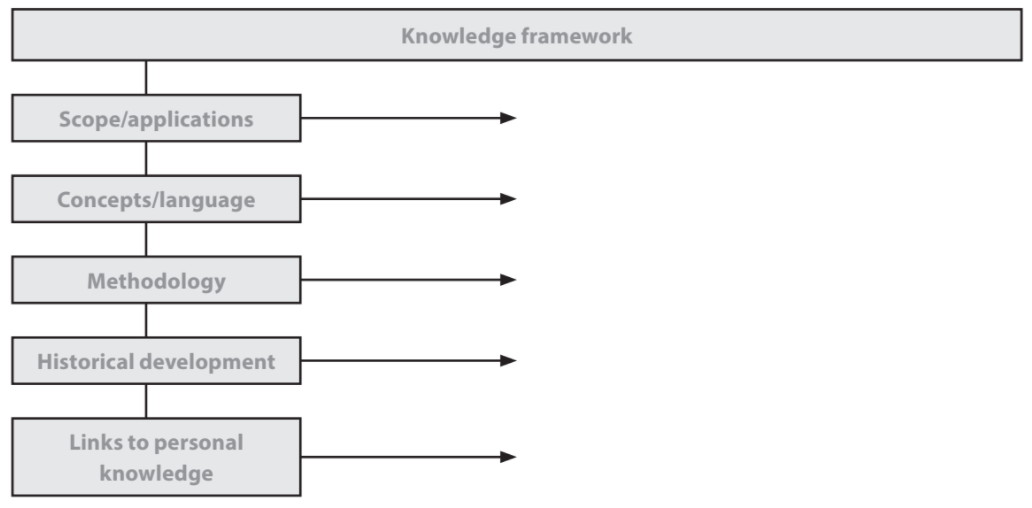 Knowledge framework
Scope/applications
Concepts/language
Methodology
Historical development
Links to personal
knowledge